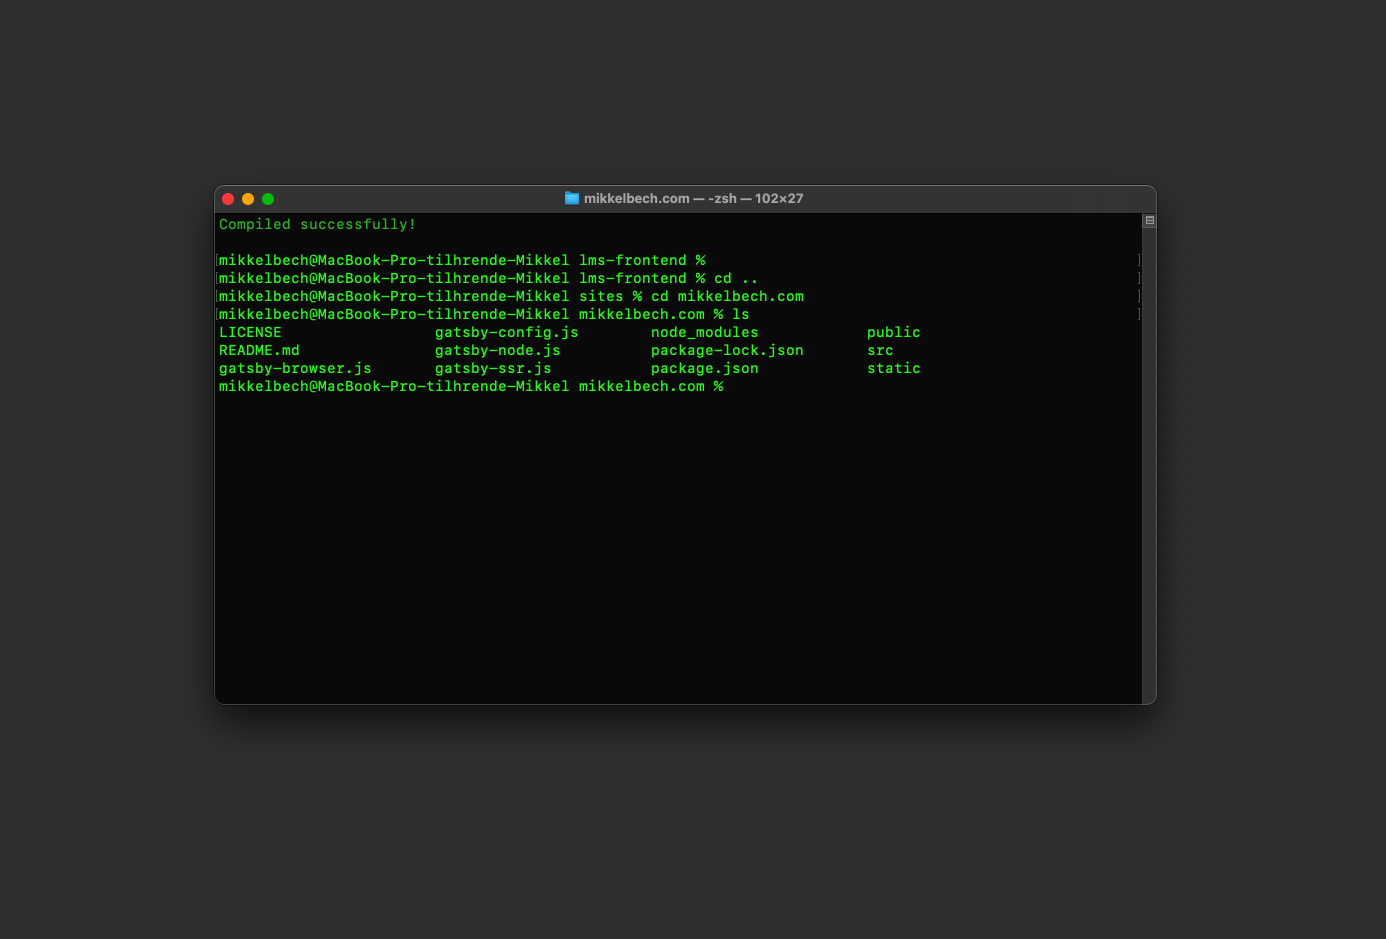 mikkelbech.com — -zsh — 102×27
Compiled successfully!
[mikkelbech@MacBook-Pro-tilhrende-Mikkel lms-frontend % ]
[mikkelbech@MacBook-Pro-tilhrende-Mikkel lms-frontend % cd .. ]
[mikkelbech@MacBook-Pro-tilhrende-Mikkel sites % cd mikkelbech.com ]
[mikkelbech@MacBook-Pro-tilhrende-Mikkel mikkelbech.com % ls ]
LICENSE gatsby-config.js node_modules public
README.md gatsby-node.js package-lock.json src
gatsby-browser.js gatsby-ssr.js package.json static
mikkelbech@MacBook-Pro-tilhrende-Mikkel mikkelbech.com %